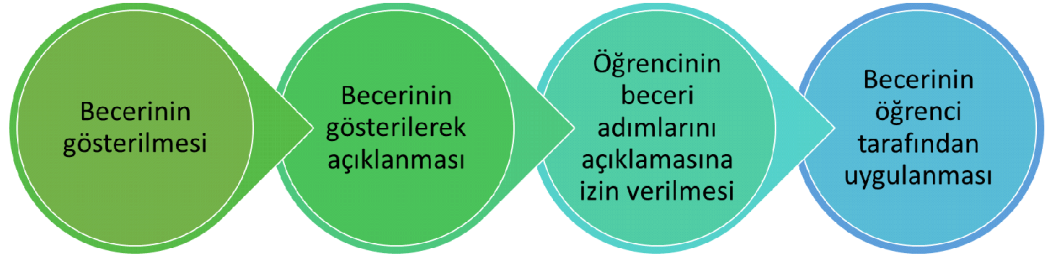 Becerinin
gösterilmesi
Becerinin
gösterilerek
açıklanması
Öğrencinin
beceri
adımlarını
açıklamasına
izin verilmesi
Becerinin
öğrenci
tarafından
uygulanması